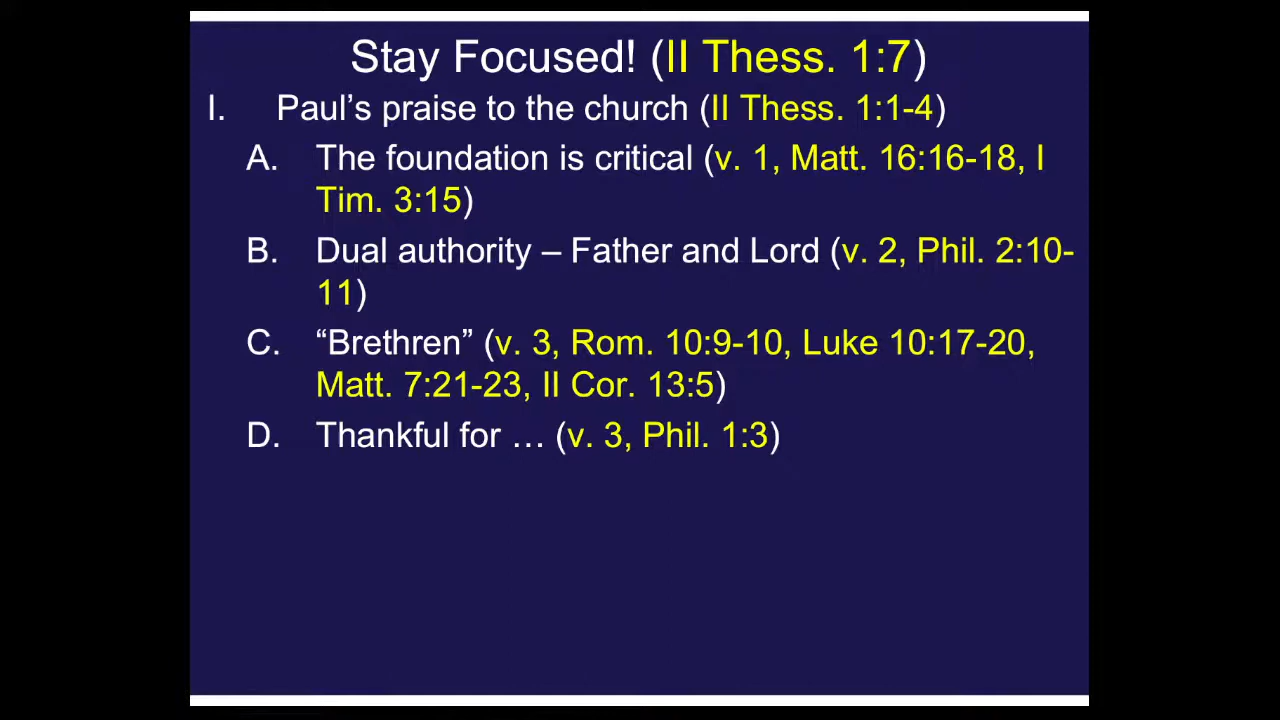 Stay Focused! (II Thess. 1:7)
I. Paul’s praise to the church (II Thess. 1:1-4)
A. The foundation is critical (v. 1, Matt. 16:16-18, I
Tim. 3:15)
B. Dual authority – Father and Lord (v. 2, Phil. 2:10-
11)
C. “Brethren” (v. 3, Rom. 10:9-10, Luke 10:17-20,
Matt. 7:21-23, II Cor. 13:5)
D. Thankful for … (v. 3, Phil. 1:3)